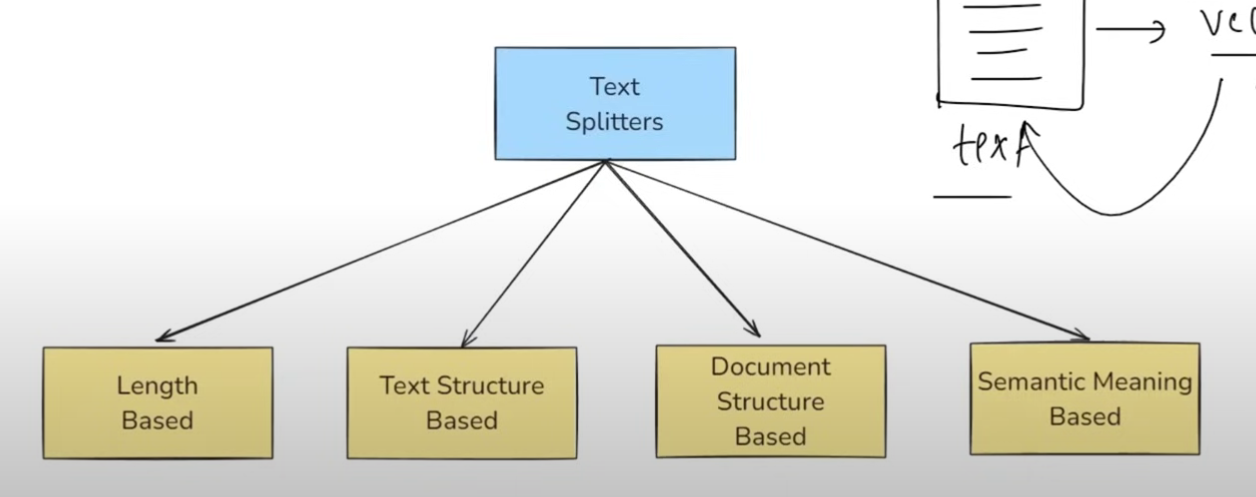 Text
Splitters
text
Length
Based
Text Structure
Based
Document
Structure
Based
Semantic Meaning
Based